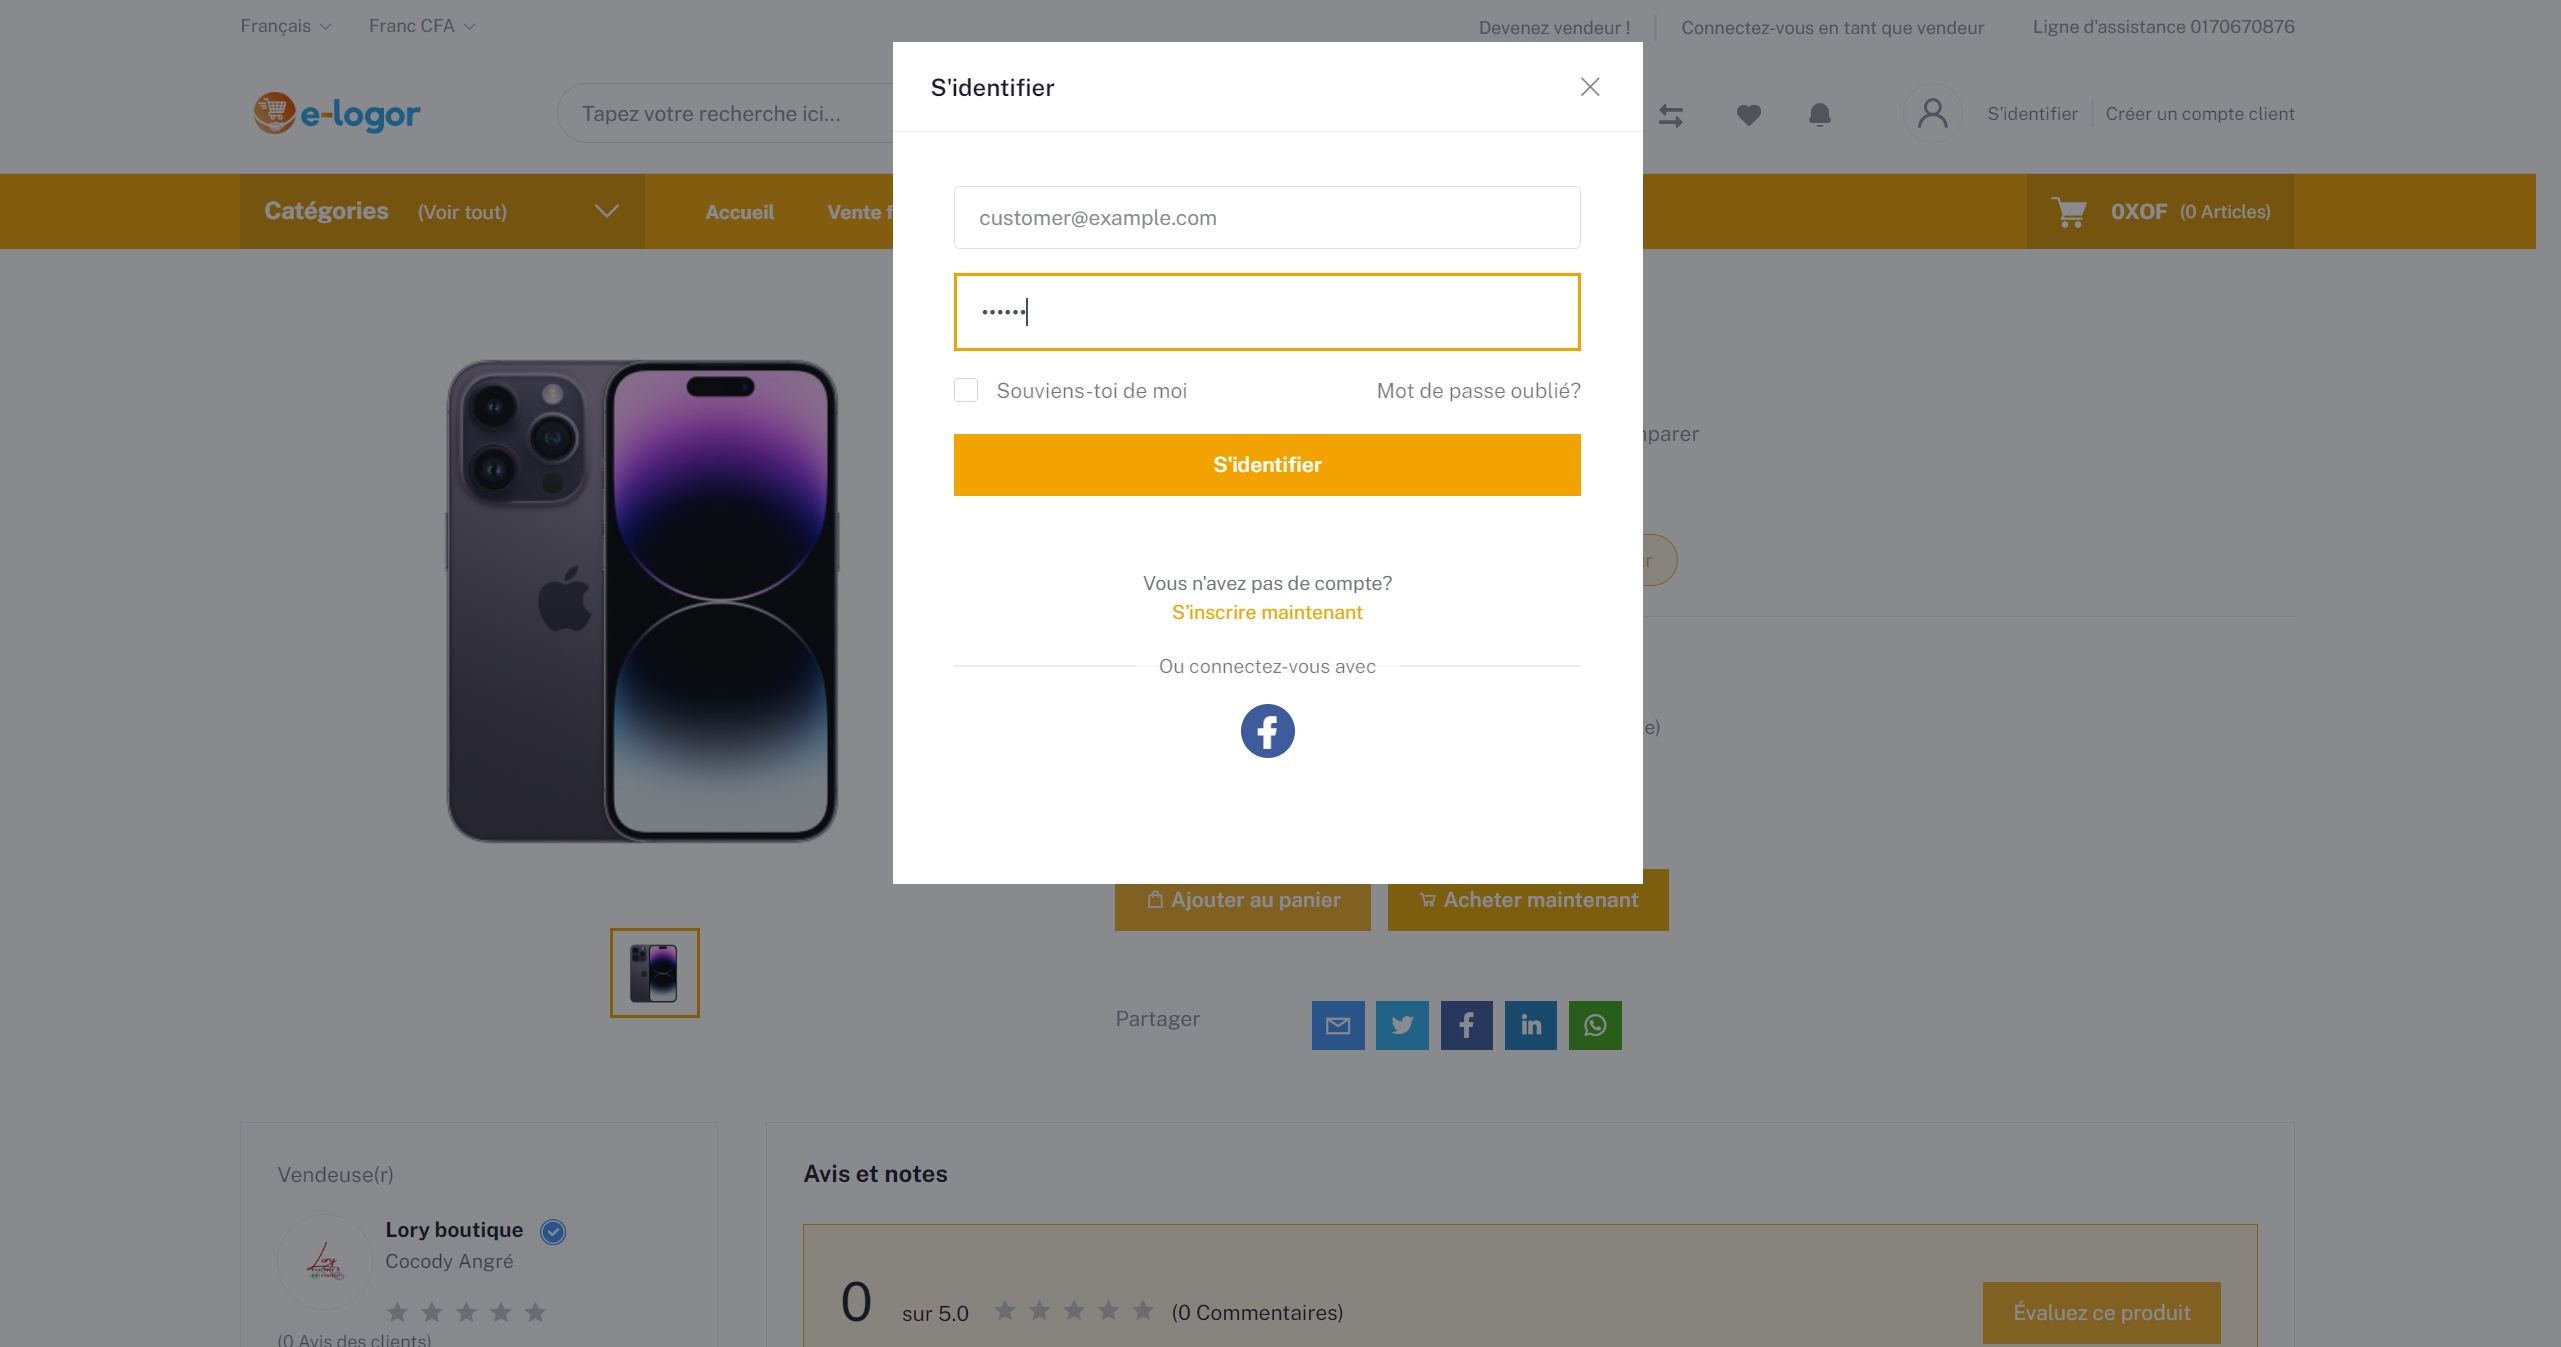 Français
Franc CFA
Devenez vendeur !
Connectez-vous en tant que vendeur
Ligne d'assistance 0170670876
e-logor
Tapez votre recherche ici...
S'identifier
Créer un compte client
Catégories (Voir tout)
Accueil
Vente f
0XOF (0 Articles)
S'identifier
customer@example.com
••••••
Souviens-toi de moi
Mot de passe oublié?
S'identifier
Vous n'avez pas de compte?
S'inscrire maintenant
Ou connectez-vous avec
parer
r
e)
Ajouter au panier
Acheter maintenant
Partager
Vendeuse(r)
Lory boutique
Cocody Angré
(0 Avis des clients)
Avis et notes
0 sur 5.0 (0 Commentaires)
Évaluez ce produit